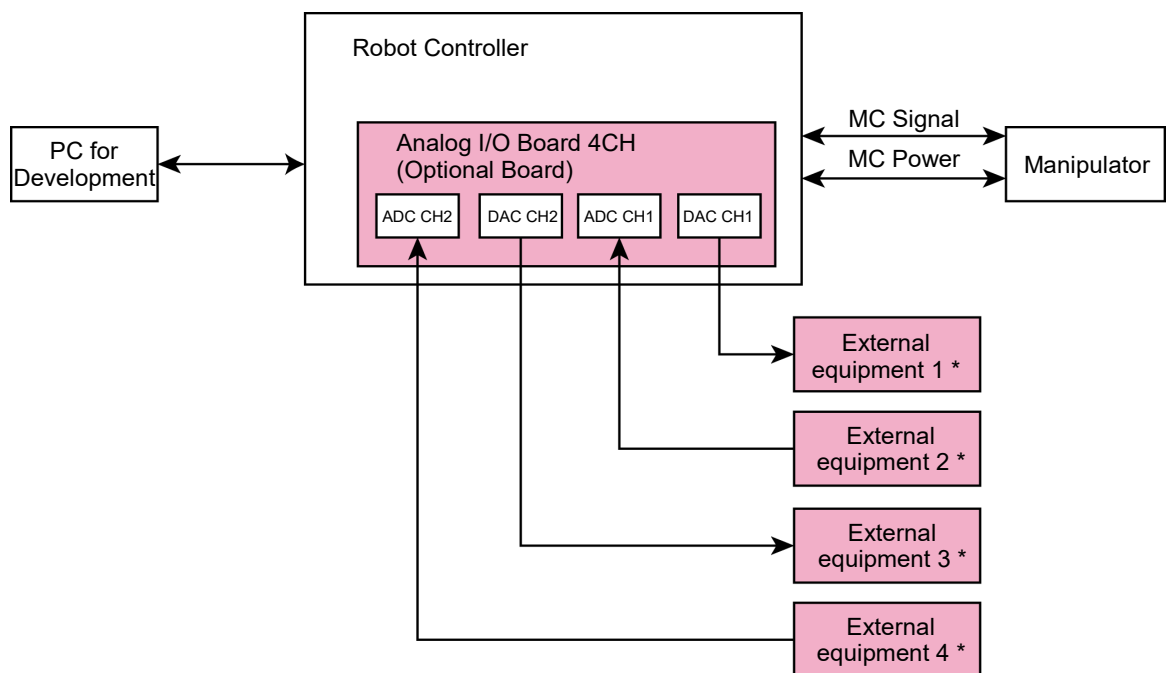 Robot Controller
PC for
Development
Analog I/O Board 4CH
(Optional Board)
ADC CH2
DAC CH2
ADC CH1
DAC CH1
MC Signal
MC Power
Manipulator
External
equipment 1 *
External
equipment 2 *
External
equipment 3 *
External
equipment 4 *